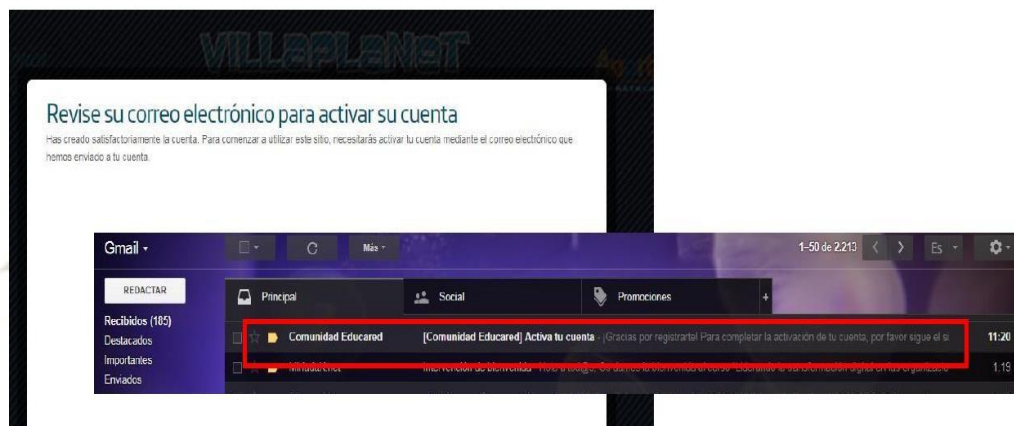 VILLAPLANET
Revise su correo electrónico para activar su cuenta
Has creado satisfactoriamente la cuenta. Para comenzar a utilizar este sitio, necesitarás activar tu cuenta mediante el correo electrónico que
hemos enviado a tu cuenta.
Gmail
Más
1–50 de 2.213
Es
REDACTAR
Principal
Social
Promociones
+
Recibidos (185)
Destacados
Importantes
Enviados
Comunidad Educared [Comunidad Educared] Activa tu cuenta - ¡Gracias por registrarte! Para completar la activación de tu cuenta, por favor sigue el si 11:20
1.19